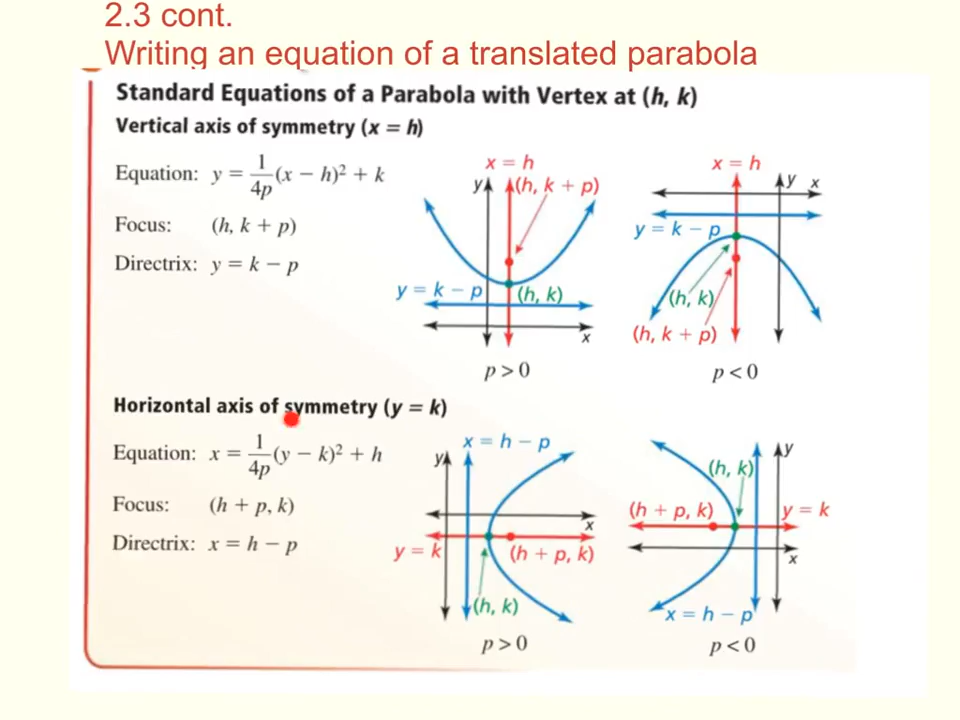 2.3 cont.
Writing an equation of a translated parabola
Standard Equations of a Parabola with Vertex at (h, k)
Vertical axis of symmetry (x = h)
Equation: y = 1/4p (x − h)² + k
Focus: (h, k + p)
Directrix: y = k − p
x = h
y
(h, k + p)
y = k − p
(h, k)
x
p > 0
x = h
y
x
y = k − p
(h, k)
(h, k + p)
p < 0
Horizontal axis of symmetry (y = k)
Equation: x = 1/4p (y − k)² + h
Focus: (h + p, k)
Directrix: x = h − p
x = h − p
y
x
y = k
(h + p, k)
(h, k)
p > 0
y
(h, k)
(h + p, k)
y = k
x
x = h − p
p < 0